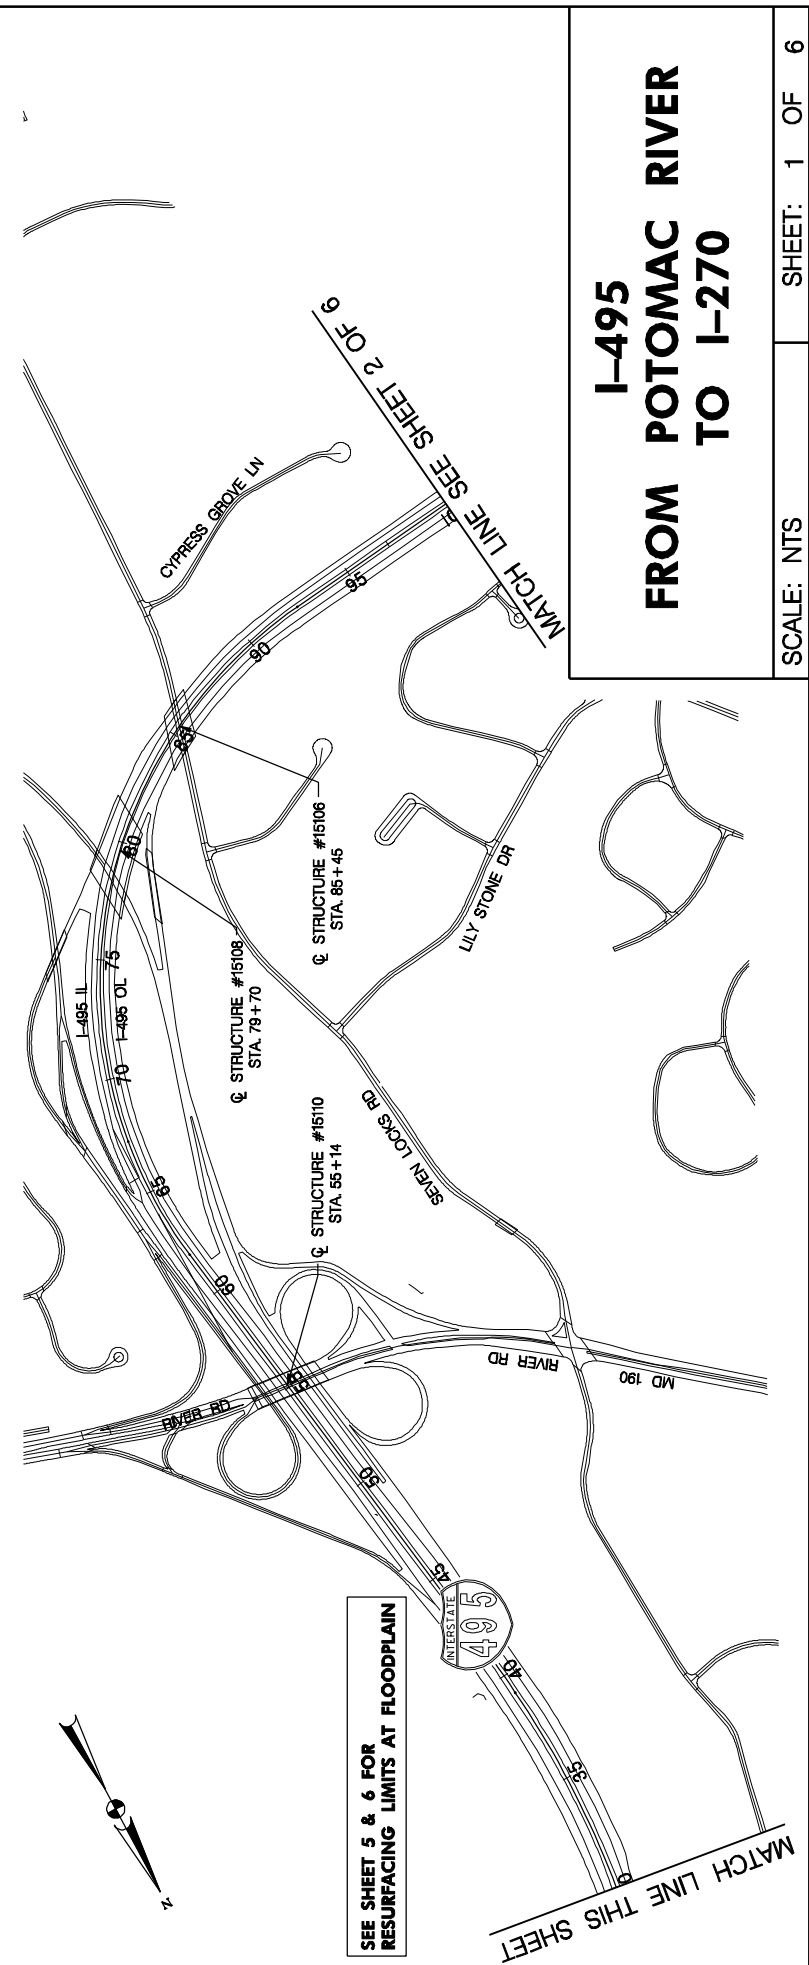 I-495
FROM POTOMAC RIVER
TO I-270
SCALE: NTS
SHEET: 1 OF 6
SEE SHEET 5 & 6 FOR
RESURFACING LIMITS AT FLOODPLAIN
MATCH LINE THIS SHEET
35
40
INTERSTATE
495
45
50
55
60
65
70
75
80
85
90
95
RIVER RD
RIVER RD
MD 190
SEVEN LOCKS RD
LILY STONE DR
CYPRESS GROVE LN
I-495 IL
I-495 OL
℄ STRUCTURE #15110
STA. 55+14
℄ STRUCTURE #15108
STA. 79+70
℄ STRUCTURE #15106
STA. 85+45
MATCH LINE SEE SHEET 2 OF 6
N